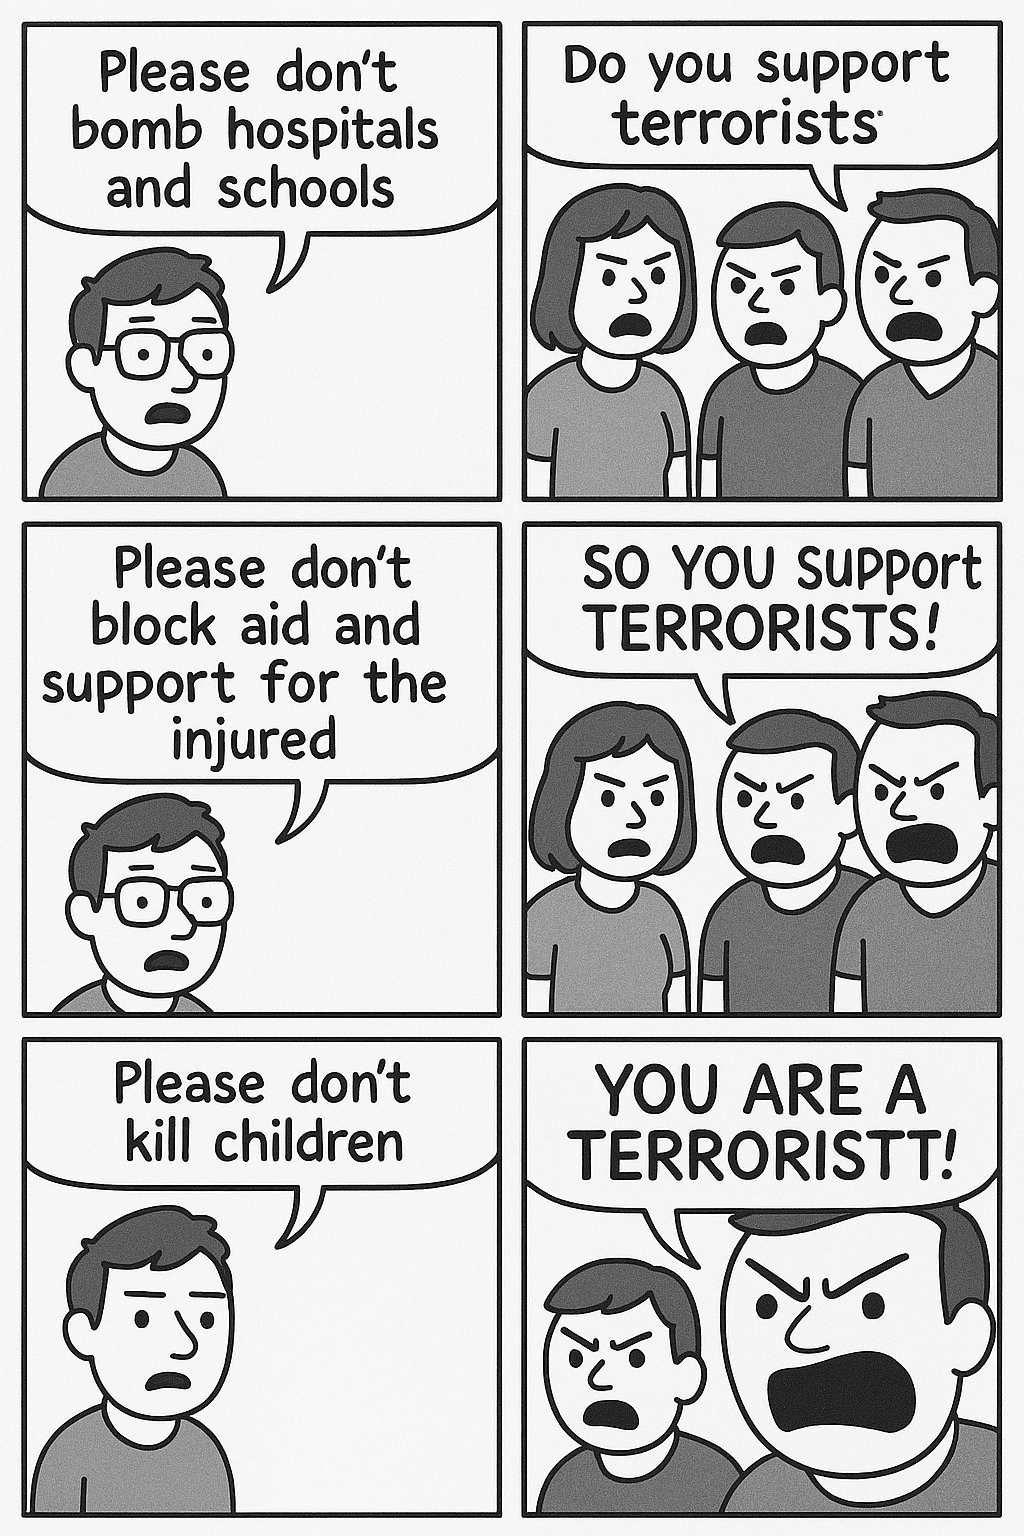 Please don't
bomb hospitals
and schools
Do you support
terrorists
Please don't
block aid and
support for the
injured
SO YOU Support
TERRORISTS!
Please don't
kill children
YOU ARE A
TERRORISTT!